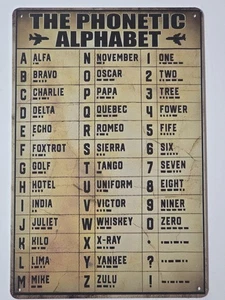 THE PHONETIC
ALPHABET
A ALFA N NOVEMBER 1 ONE
B BRAVO O OSCAR 2 TWO
C CHARLIE P PAPA 3 TREE
D DELTA Q QUEBEC 4 FOWER
E ECHO R ROMEO 5 FIFE
F FOXTROT S SIERRA 6 SIX
G GOLF T TANGO 7 SEVEN
H HOTEL U UNIFORM 8 EIGHT
I INDIA V VICTOR 9 NINER
J JULIET W WHISKEY 0 ZERO
K KILO X X-RAY
L LIMA Y YANKEE ?
M MIKE Z ZULU !